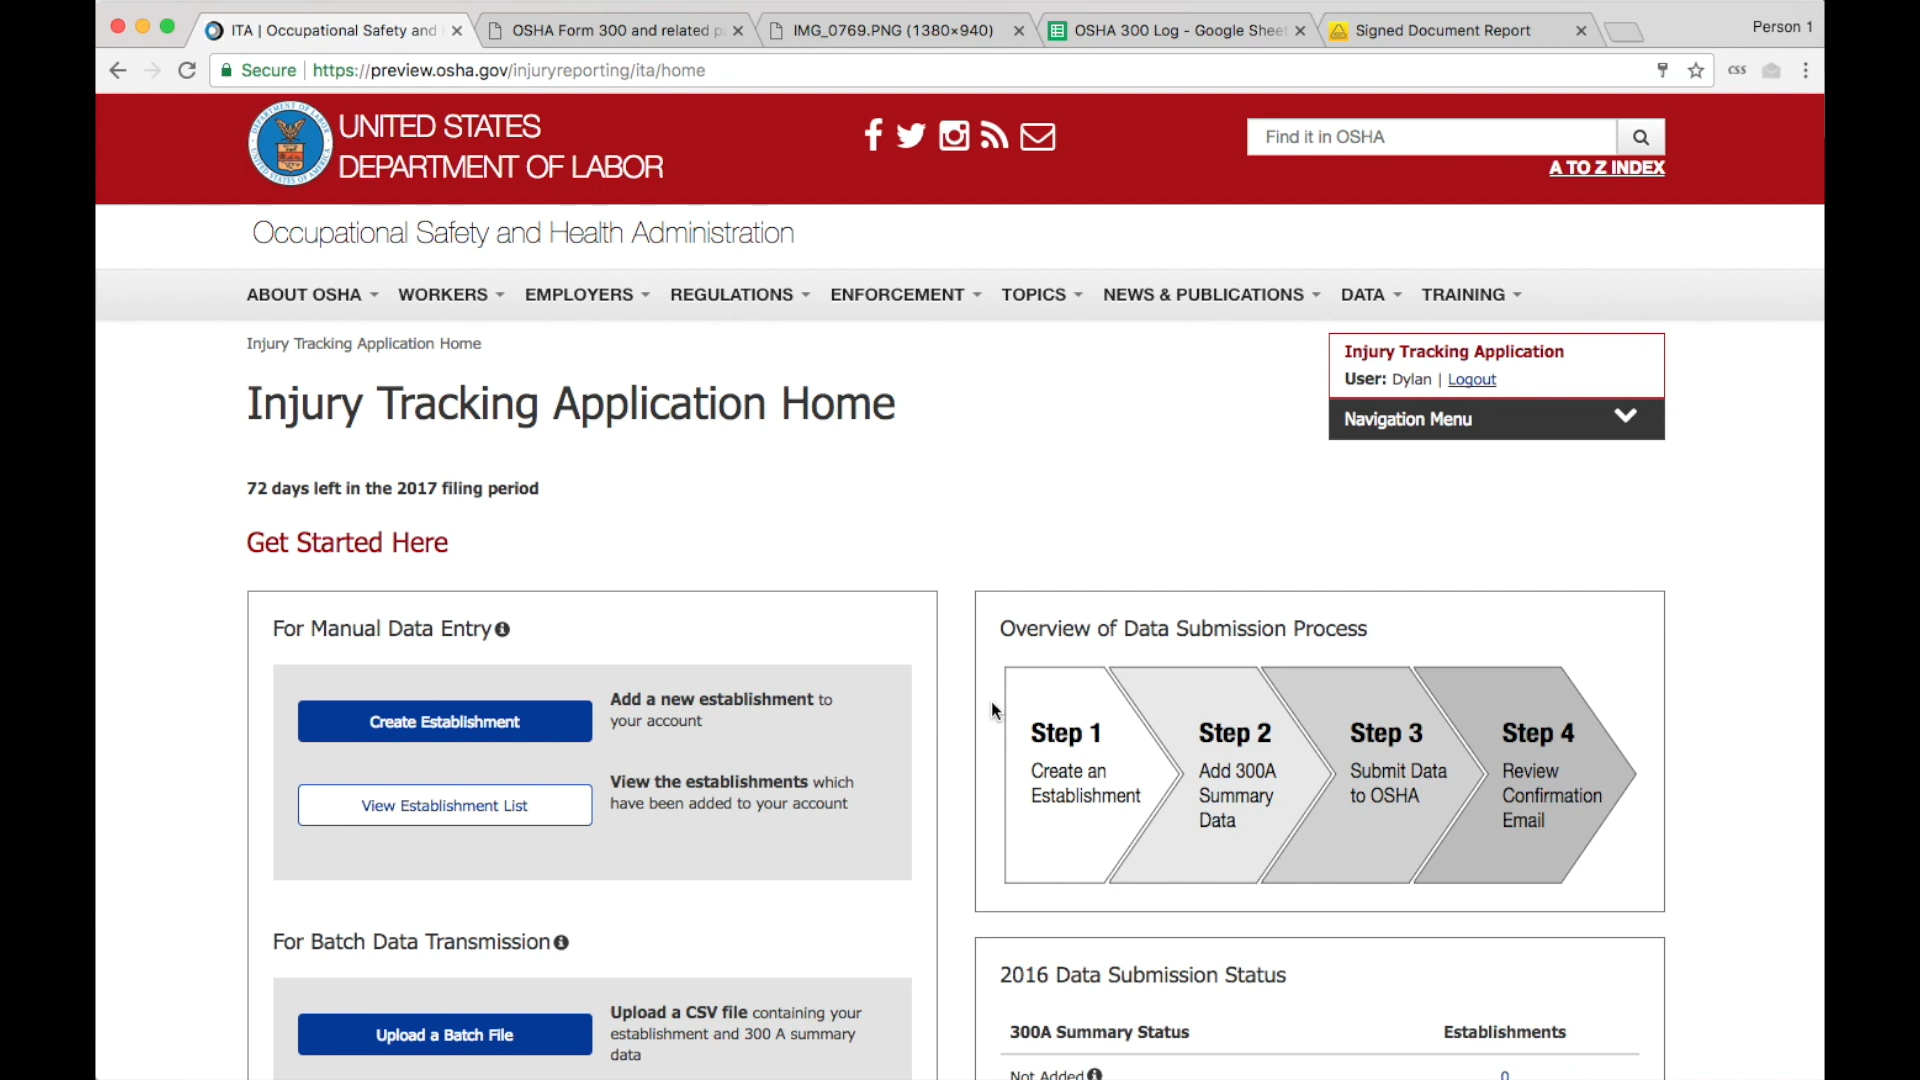 ITA | Occupational Safety and
OSHA Form 300 and related p
IMG_0769.PNG (1380×940)
OSHA 300 Log - Google Sheet
Signed Document Report
Person 1
Secure
https://preview.osha.gov/injuryreporting/ita/home
css
UNITED STATES
DEPARTMENT OF LABOR
Find it in OSHA
A TO Z INDEX
Occupational Safety and Health Administration
ABOUT OSHA
WORKERS
EMPLOYERS
REGULATIONS
ENFORCEMENT
TOPICS
NEWS & PUBLICATIONS
DATA
TRAINING
Injury Tracking Application Home
Injury Tracking Application
User: Dylan | Logout
Navigation Menu
Injury Tracking Application Home
72 days left in the 2017 filing period
Get Started Here
For Manual Data Entry
Create Establishment
Add a new establishment to
your account
View Establishment List
View the establishments which
have been added to your account
For Batch Data Transmission
Upload a Batch File
Upload a CSV file containing your
establishment and 300 A summary
data
Overview of Data Submission Process
Step 1
Create an
Establishment
Step 2
Add 300A
Summary
Data
Step 3
Submit Data
to OSHA
Step 4
Review
Confirmation
Email
2016 Data Submission Status
300A Summary Status
Establishments
Not Added
0